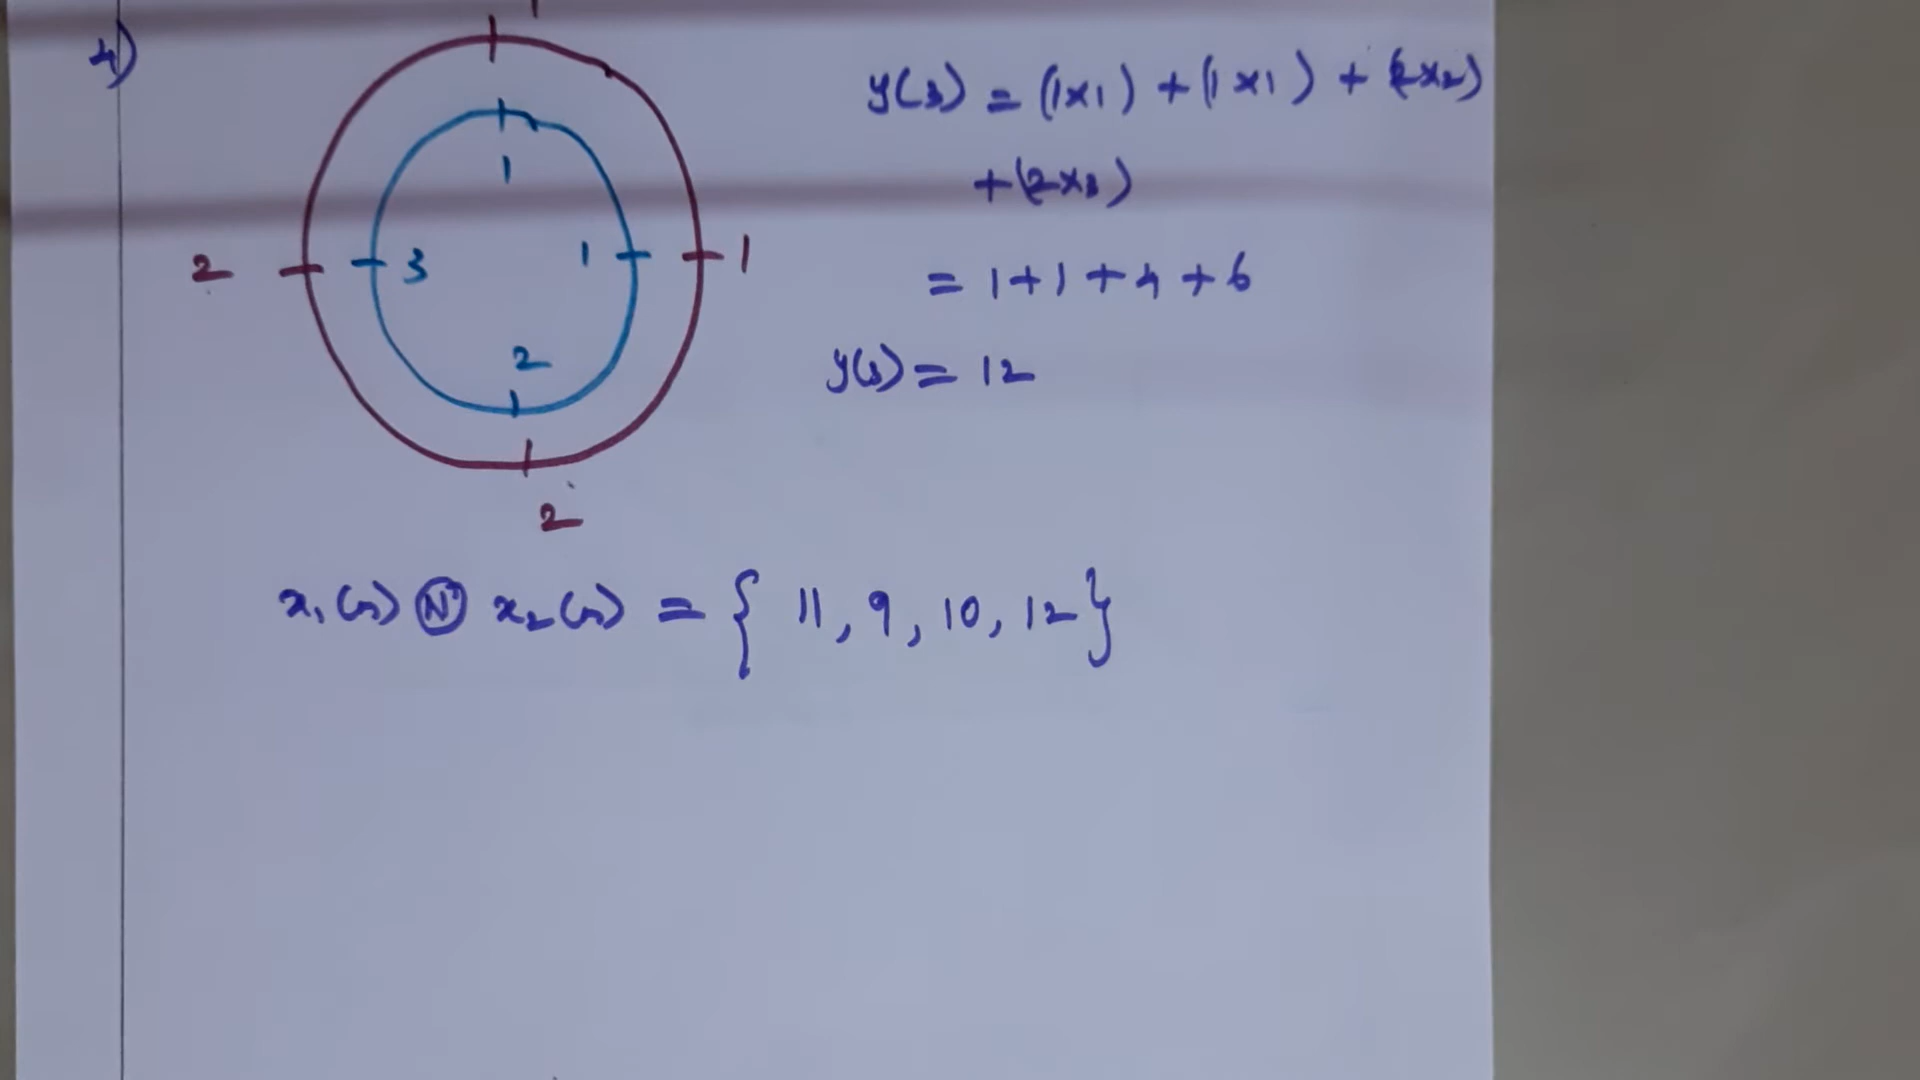 4)
y(3) = (1×1) + (1×1) + (2×2)
+ (2×3)
= 1+1+4+6
y(3) = 12
1
2 3 1 1
2
2
x₁(n) Ⓝ x₂(n) = { 11, 9, 10, 12}